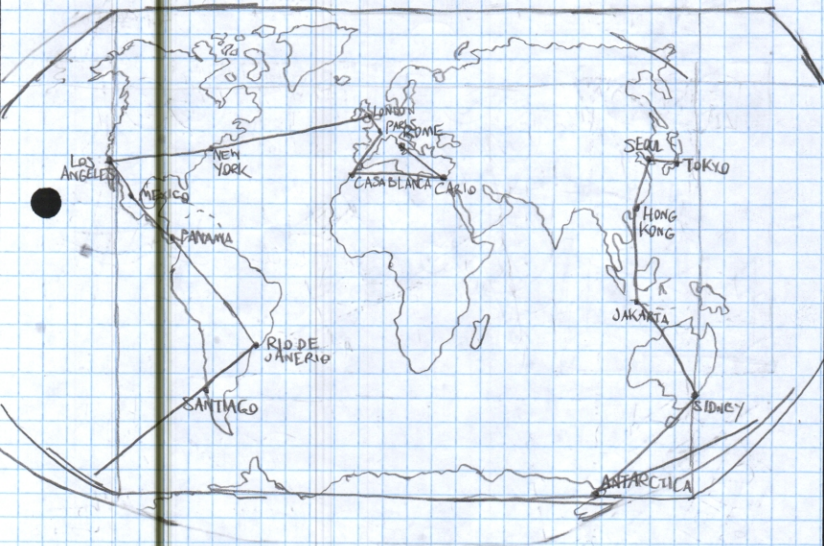 LONDON
PARIS
ROME
LOS
ANGELES
NEW
YORK
CASABLANCA
CARIO
SEOUL
TOKYO
MEXICO
PANAMA
HONG
KONG
JAKARTA
RIO DE
JANERIO
SANTIAGO
SIDNEY
ANTARCTICA